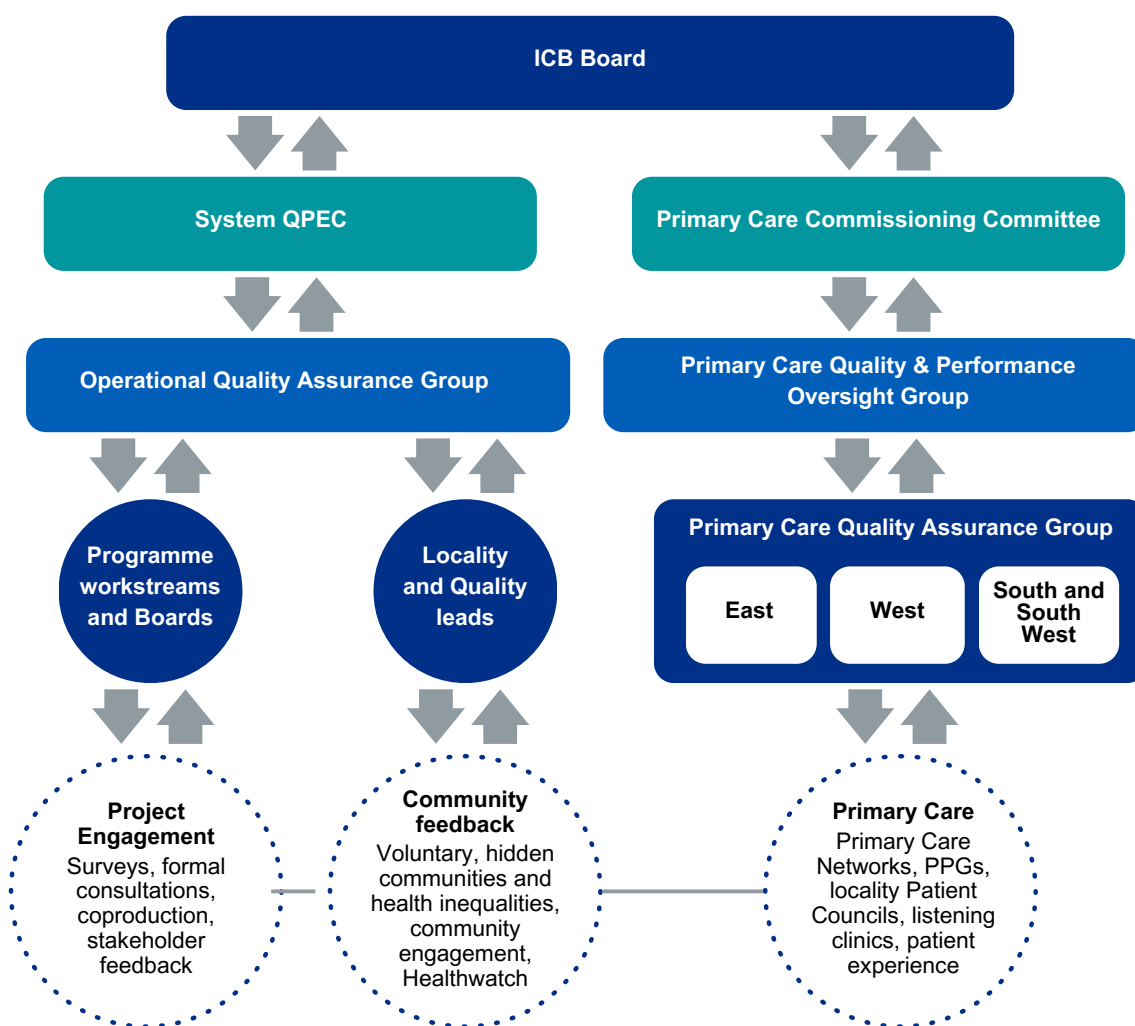 ICB Board
System QPEC
Primary Care Commissioning Committee
Operational Quality Assurance Group
Primary Care Quality & Performance
Oversight Group
Programme
workstreams
and Boards
Locality
and Quality
leads
Primary Care Quality Assurance Group
East
West
South and
South
West
Project
Engagement
Surveys, formal
consultations,
coproduction,
stakeholder
feedback
Community
feedback
Voluntary, hidden
communities and
health inequalities,
community
engagement,
Healthwatch
Primary Care
Primary Care
Networks, PPGs,
locality Patient
Councils, listening
clinics, patient
experience